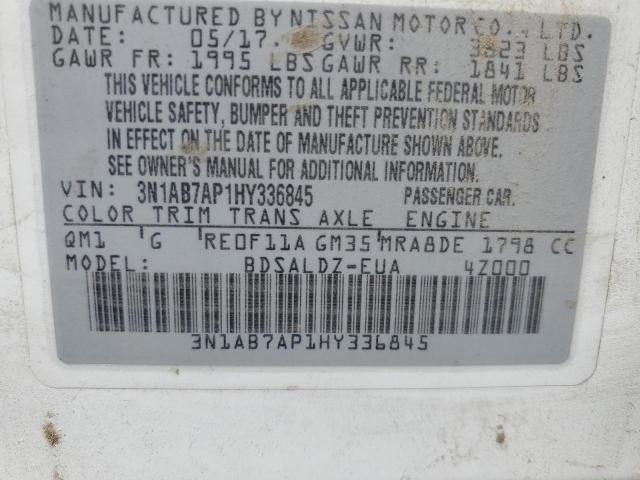 MANUFACTURED BY NISSAN MOTOR CO., LTD.
DATE: 05/17. GVWR: 3823 LBS
GAWR FR: 1995 LBS GAWR RR: 1841 LBS
THIS VEHICLE CONFORMS TO ALL APPLICABLE FEDERAL MOTOR
VEHICLE SAFETY, BUMPER AND THEFT PREVENTION STANDARDS
IN EFFECT ON THE DATE OF MANUFACTURE SHOWN ABOVE.
SEE OWNER'S MANUAL FOR ADDITIONAL INFORMATION.
VIN: 3N1AB7AP1HY336845 PASSENGER CAR.
COLOR TRIM TRANS AXLE ENGINE
QM1 G RE0F11A GM35 MRA8DE 1798 CC
BDSALDZ-EUA 4Z000
3N1AB7AP1HY336845